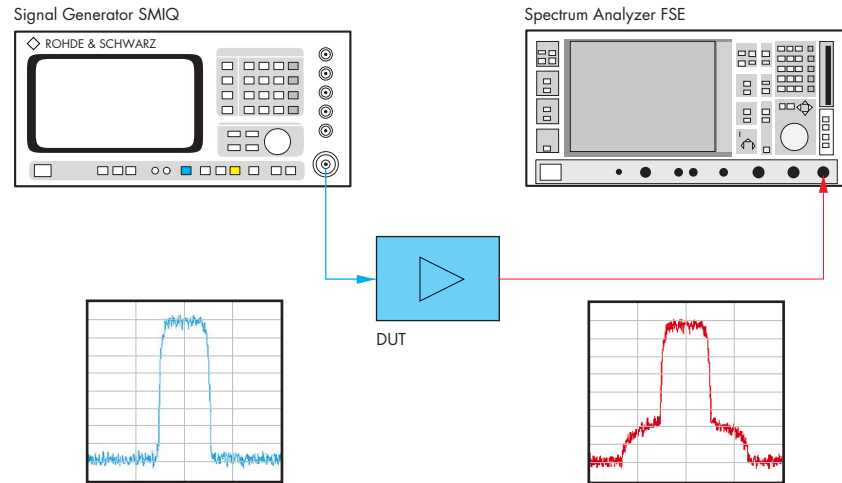 Signal Generator SMIQ
Spectrum Analyzer FSE
ROHDE & SCHWARZ
DUT